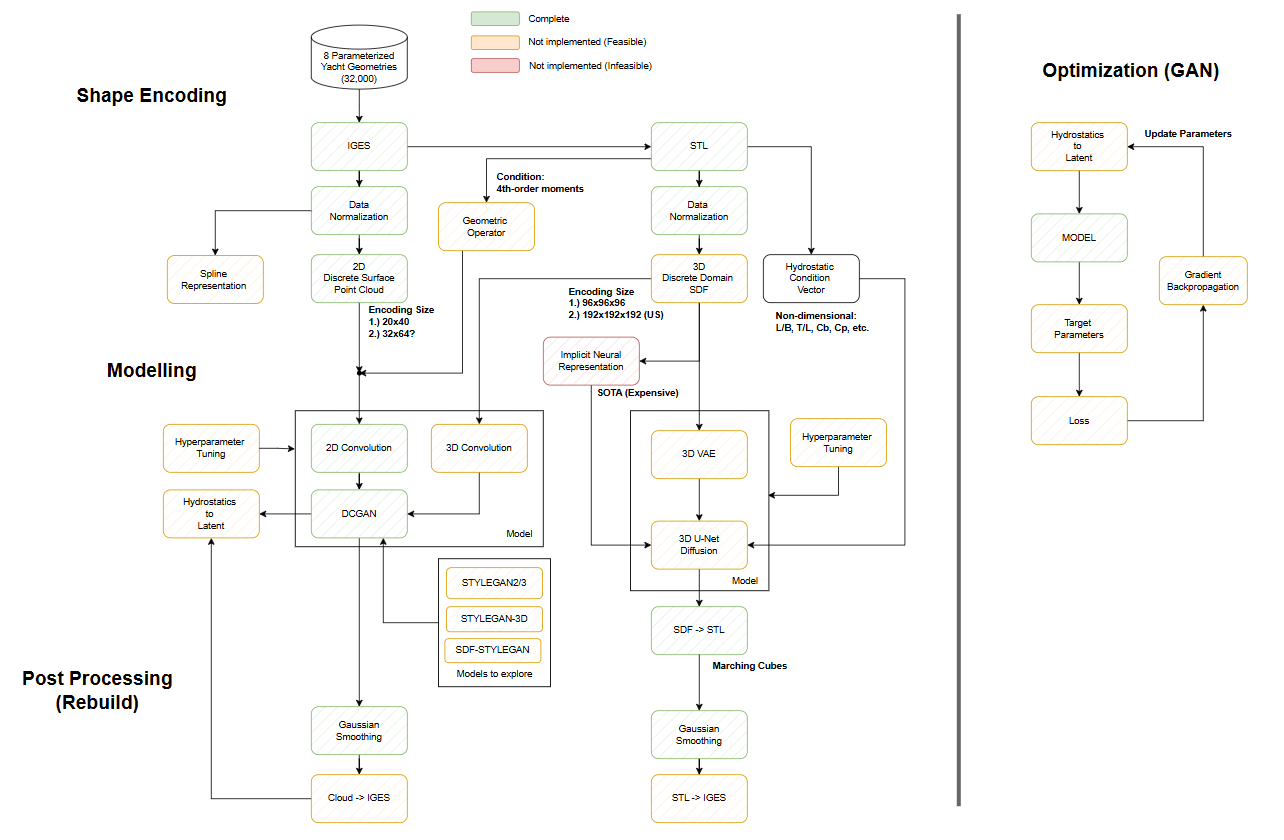 Complete
Not implemented (Feasible)
Not implemented (Infeasible)
8 Parameterized
Yacht Geometries
(32,000)
Shape Encoding
IGES
STL
Condition:
4th-order moments
Data
Normalization
Geometric
Operator
Data
Normalization
Spline
Representation
2D
Discrete Surface
Point Cloud
3D
Discrete Domain
SDF
Hydrostatic
Condition
Vector
Encoding Size
1.) 20x40
2.) 32x64?
Encoding Size
1.) 96x96x96
2.) 192x192x192 (US)
Non-dimensional:
L/B, T/L, Cb, Cp, etc.
Modelling
Implicit Neural
Representation
SOTA (Expensive)
Hyperparameter
Tuning
2D Convolution
3D Convolution
3D VAE
Hyperparameter
Tuning
Hydrostatics
to
Latent
DCGAN
Model
3D U-Net
Diffusion
Model
STYLEGAN2/3
STYLEGAN-3D
SDF-STYLEGAN
Models to explore
SDF -> STL
Marching Cubes
Post Processing
(Rebuild)
Gaussian
Smoothing
Gaussian
Smoothing
Cloud -> IGES
STL -> IGES
Optimization (GAN)
Hydrostatics
to
Latent
Update Parameters
MODEL
Gradient
Backpropagation
Target
Parameters
Loss